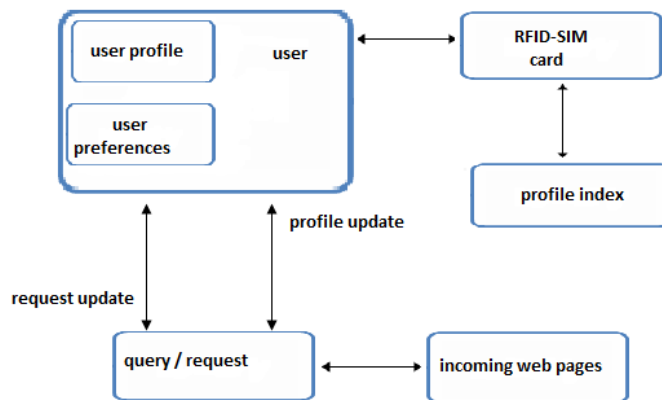 user profile
user
RFID-SIM
card
user
preferences
profile index
profile update
request update
query / request
incoming web pages